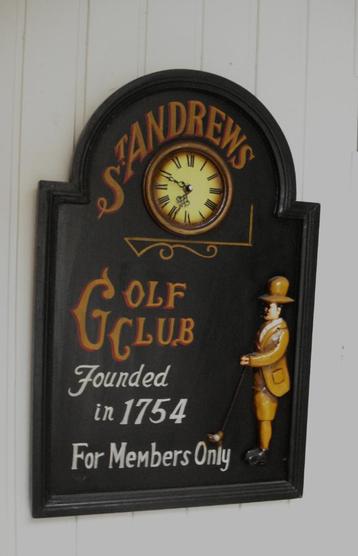 ST. ANDREWS
GOLF
CLUB
Founded
in 1754
For Members Only